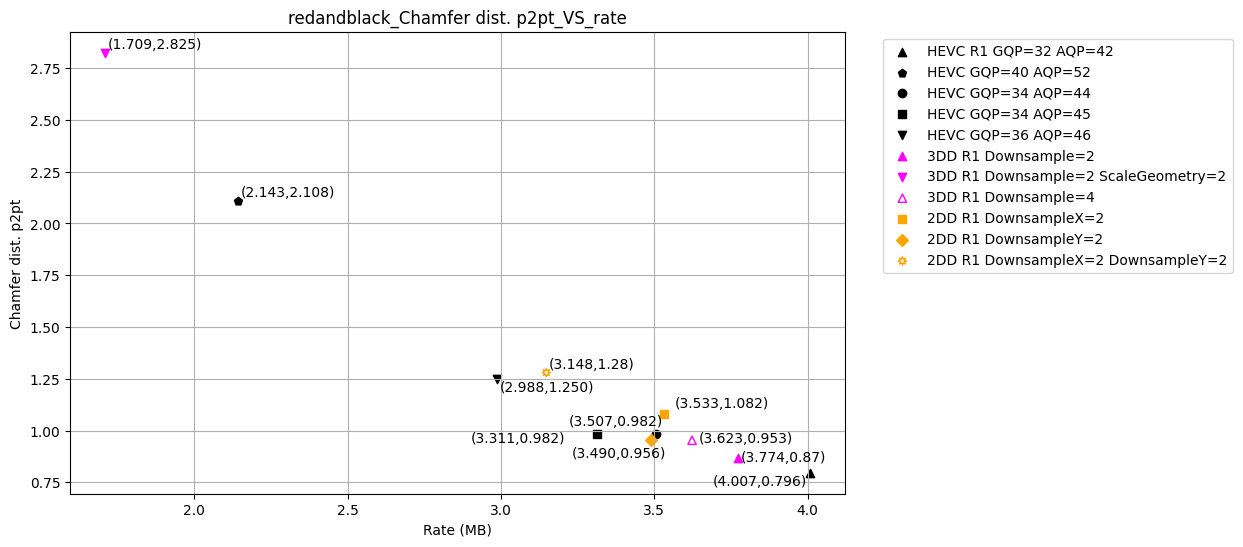 redandblack_Chamfer dist. p2pt_VS_rate
(1.709,2.825)
(2.143,2.108)
(3.148,1.28)
(2.988,1.250)
(3.533,1.082)
(3.507,0.982)
(3.311,0.982)
(3.623,0.953)
(3.490,0.956)
(3.774,0.87)
(4.007,0.796)
2.75
2.50
2.25
2.00
1.75
1.50
1.25
1.00
0.75
Chamfer dist. p2pt
2.0
2.5
3.0
3.5
4.0
Rate (MB)
HEVC R1 GQP=32 AQP=42
HEVC GQP=40 AQP=52
HEVC GQP=34 AQP=44
HEVC GQP=34 AQP=45
HEVC GQP=36 AQP=46
3DD R1 Downsample=2
3DD R1 Downsample=2 ScaleGeometry=2
3DD R1 Downsample=4
2DD R1 DownsampleX=2
2DD R1 DownsampleY=2
2DD R1 DownsampleX=2 DownsampleY=2